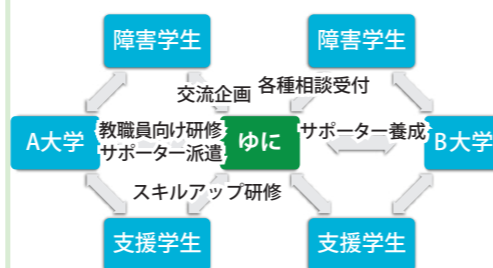 障害学生
障害学生
交流企画
各種相談受付
A大学
教職員向け研修
サポーター派遣
ゆに
サポーター養成
B大学
スキルアップ研修
支援学生
支援学生